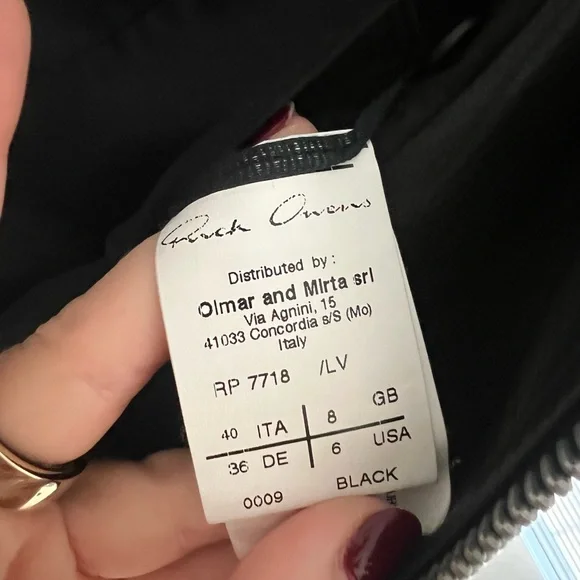 Rick Owens
Distributed by :
Olmar and Mirta srl
Via Agnini, 15
41033 Concordia s/S (Mo)
Italy
RP 7718 /LV
40 ITA 8 GB
36 DE 6 USA
0009 BLACK